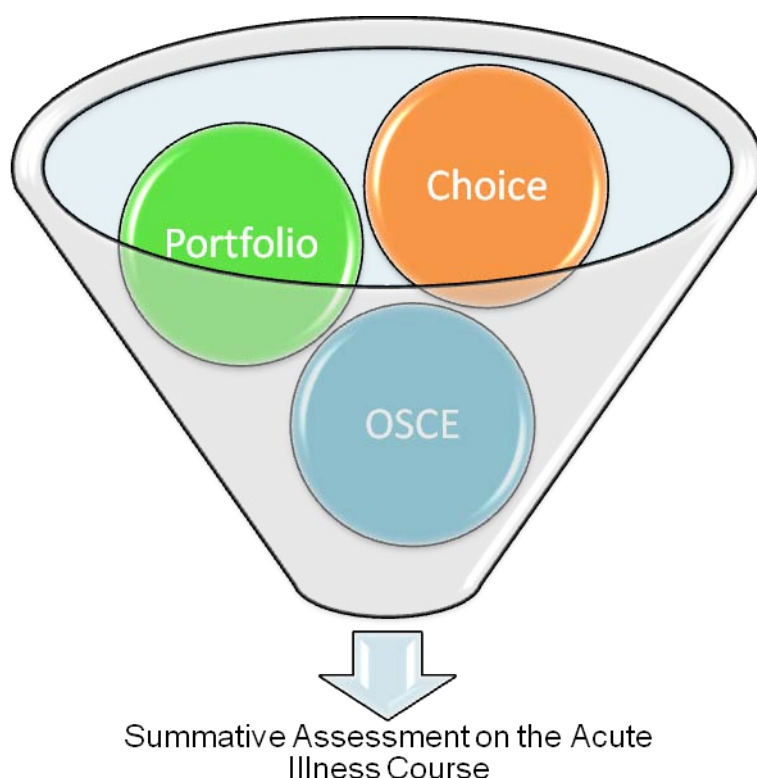 Choice
Portfolio
OSCE
Summative Assessment on the Acute
Illness Course